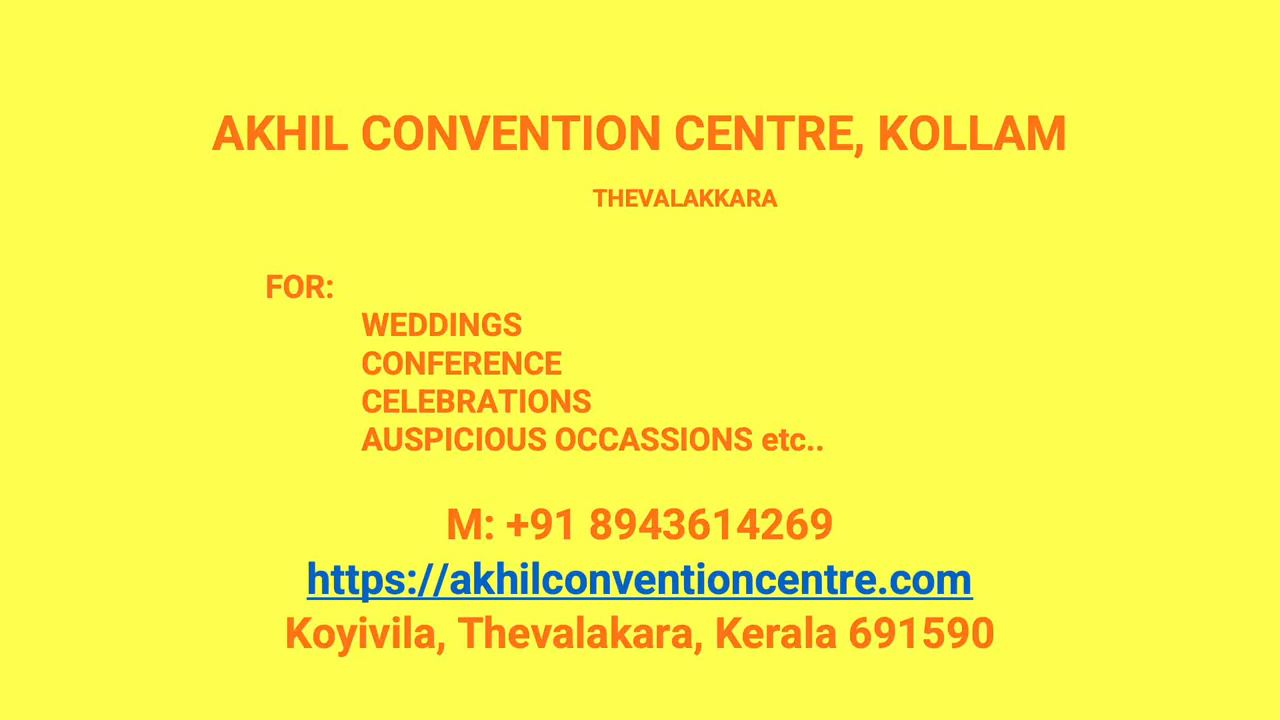 AKHIL CONVENTION CENTRE, KOLLAM
THEVALAKKARA
FOR:
WEDDINGS
CONFERENCE
CELEBRATIONS
AUSPICIOUS OCCASSIONS etc..
M: +91 8943614269
https://akhilconventioncentre.com
Koyivila, Thevalakara, Kerala 691590